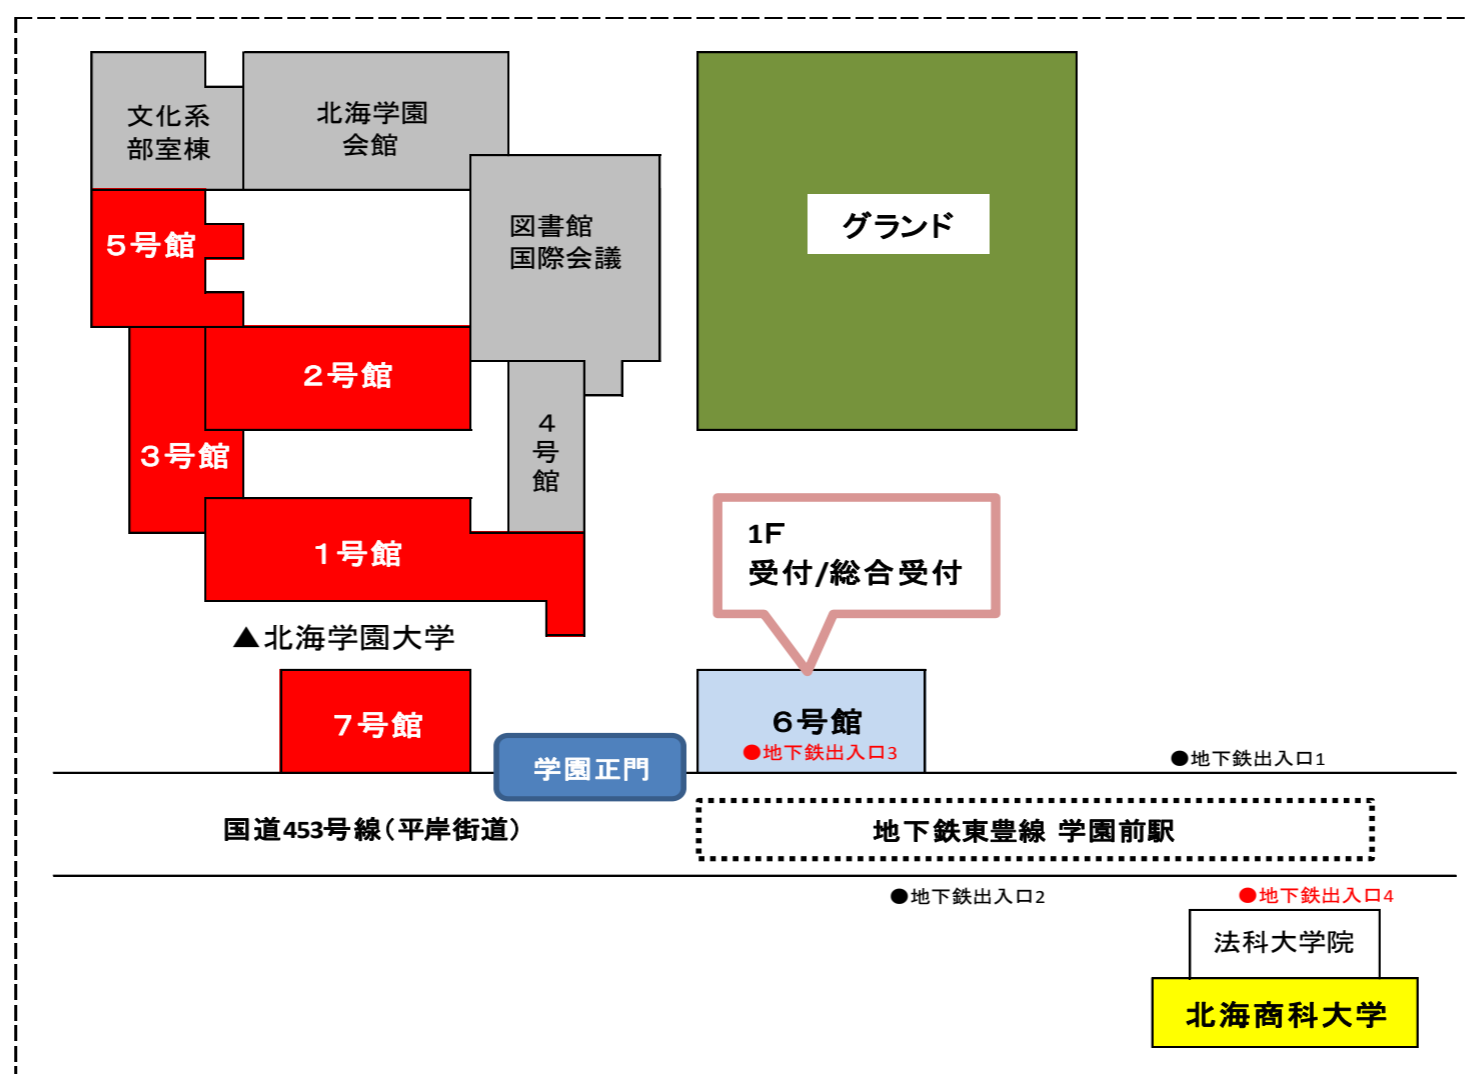 文化系
部室棟
北海学園
会館
図書館
国際会議
グランド
５号館
２号館
３号館
４
号
館
１号館
1F
受付/総合受付
▲北海学園大学
７号館
６号館
●地下鉄出入口3
学園正門
●地下鉄出入口1
国道453号線（平岸街道）
地下鉄東豊線 学園前駅
●地下鉄出入口2
●地下鉄出入口4
法科大学院
北海商科大学